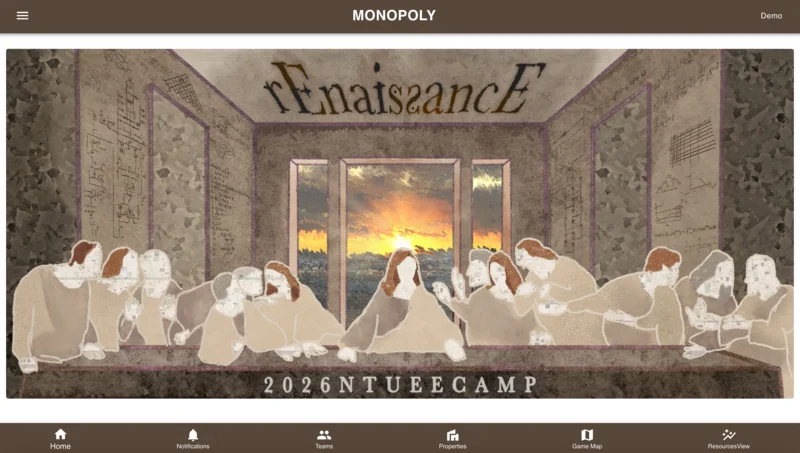 MONOPOLY
Demo
rEnaissancE
2026NTUEECAMP
Home
Notifications
Teams
Properties
Game Map
ResourcesView